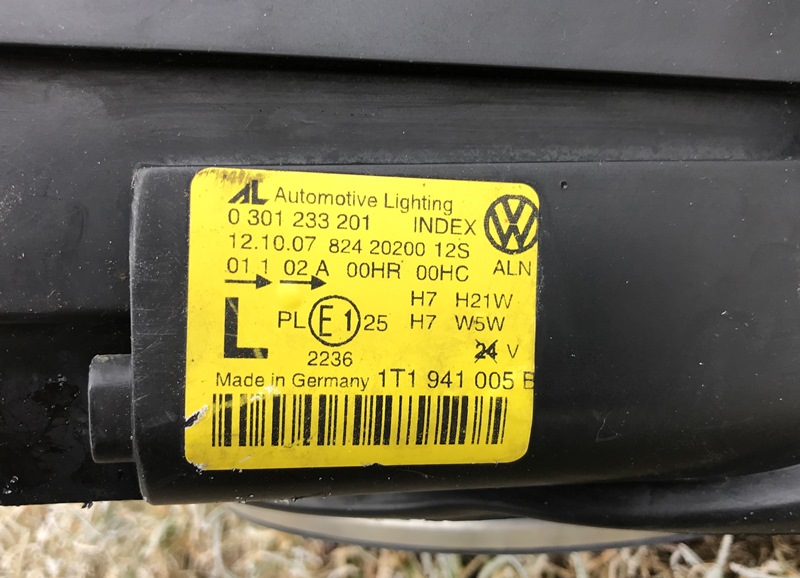 AL Automotive Lighting
0 301 233 201 INDEX VW
12.10.07 824 20200 12S
01 1 02 A 00HR 00HC ALN
H7 H21W
L PL E1 25 H7 W5W
2236 24 V
Made in Germany 1T1 941 005 B